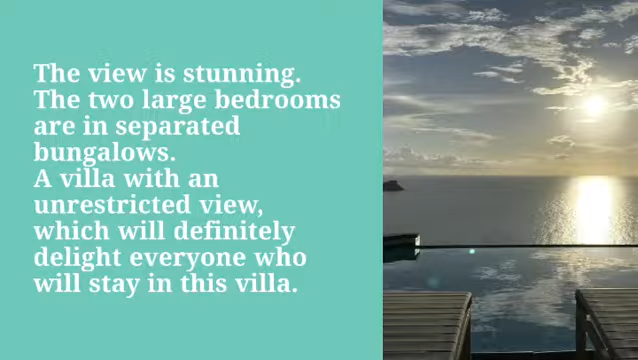 The view is stunning.
The two large bedrooms
are in separated
bungalows.
A villa with an
unrestricted view,
which will definitely
delight everyone who
will stay in this villa.